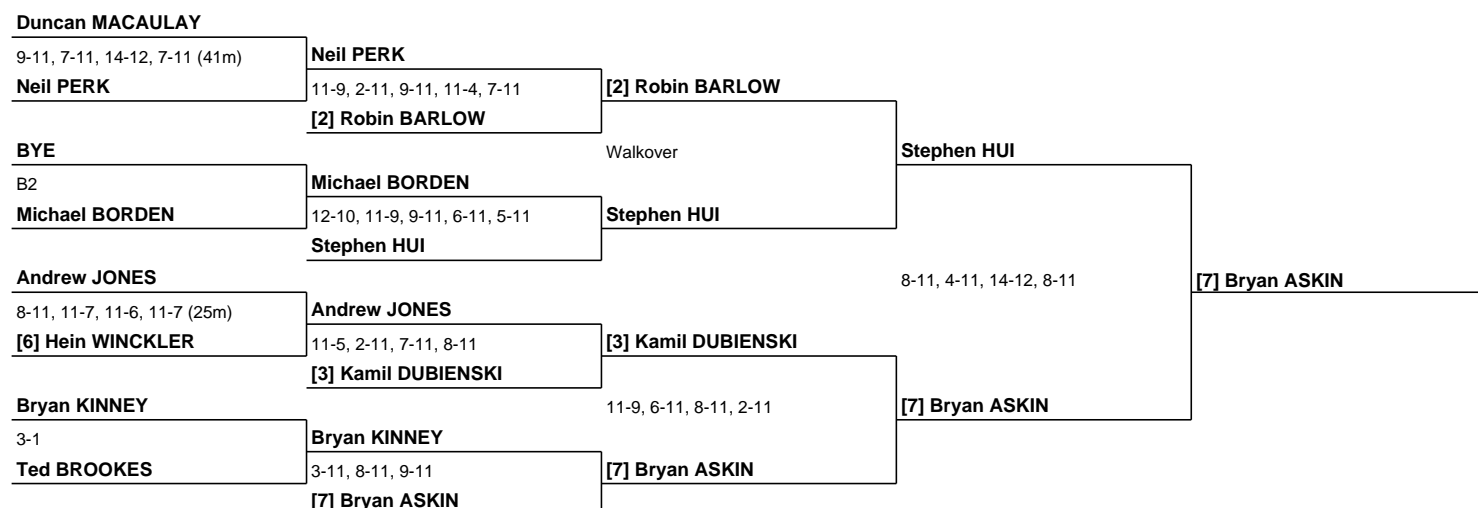 Duncan MACAULAY
9-11, 7-11, 14-12, 7-11 (41m)
Neil PERK
Neil PERK
11-9, 2-11, 9-11, 11-4, 7-11
[2] Robin BARLOW
[2] Robin BARLOW
BYE
Walkover
Stephen HUI
B2
Michael BORDEN
Michael BORDEN
12-10, 11-9, 9-11, 6-11, 5-11
Stephen HUI
Stephen HUI
Andrew JONES
8-11, 4-11, 14-12, 8-11
[7] Bryan ASKIN
8-11, 11-7, 11-6, 11-7 (25m)
Andrew JONES
[6] Hein WINCKLER
11-5, 2-11, 7-11, 8-11
[3] Kamil DUBIENSKI
[3] Kamil DUBIENSKI
Bryan KINNEY
11-9, 6-11, 8-11, 2-11
[7] Bryan ASKIN
3-1
Bryan KINNEY
Ted BROOKES
3-11, 8-11, 9-11
[7] Bryan ASKIN
[7] Bryan ASKIN